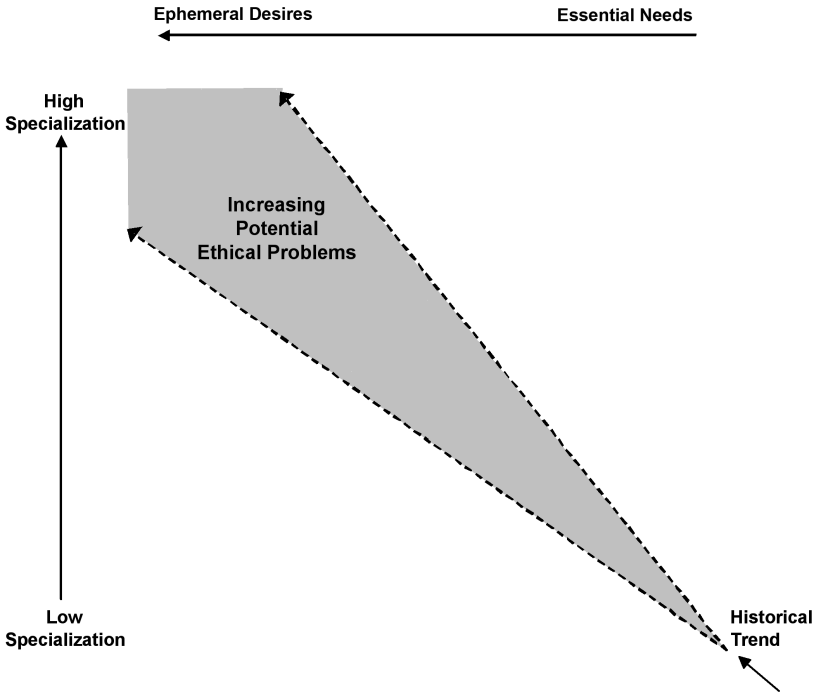 Ephemeral Desires
Essential Needs
High
Specialization
Increasing
Potential
Ethical Problems
Low
Specialization
Historical
Trend